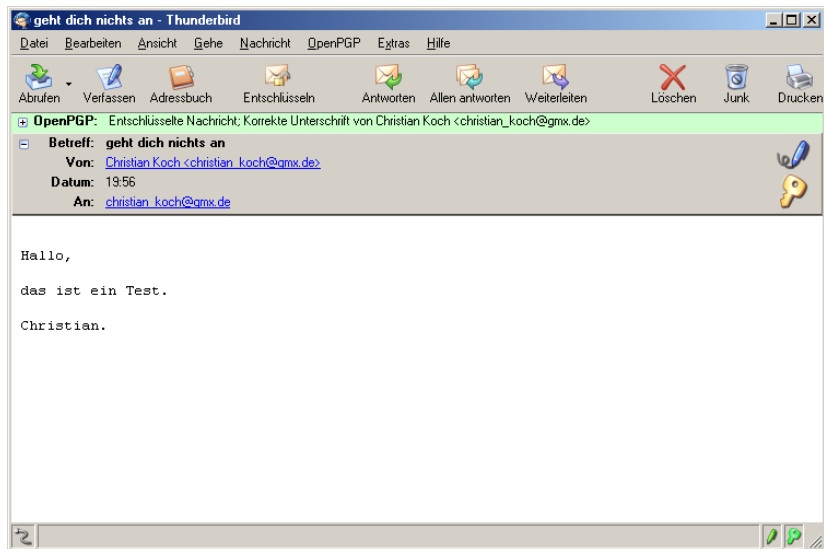 geht dich nichts an - Thunderbird
Datei Bearbeiten Ansicht Gehe Nachricht OpenPGP Extras Hilfe
Abrufen Verfassen Adressbuch Entschlüsseln Antworten Allen antworten Weiterleiten Löschen Junk Drucken
OpenPGP: Entschlüsselte Nachricht; Korrekte Unterschrift von Christian Koch <christian_koch@gmx.de>
Betreff: geht dich nichts an
Von: Christian Koch <christian_koch@gmx.de>
Datum: 19:56
An: christian_koch@gmx.de
Hallo,
das ist ein Test.
Christian.